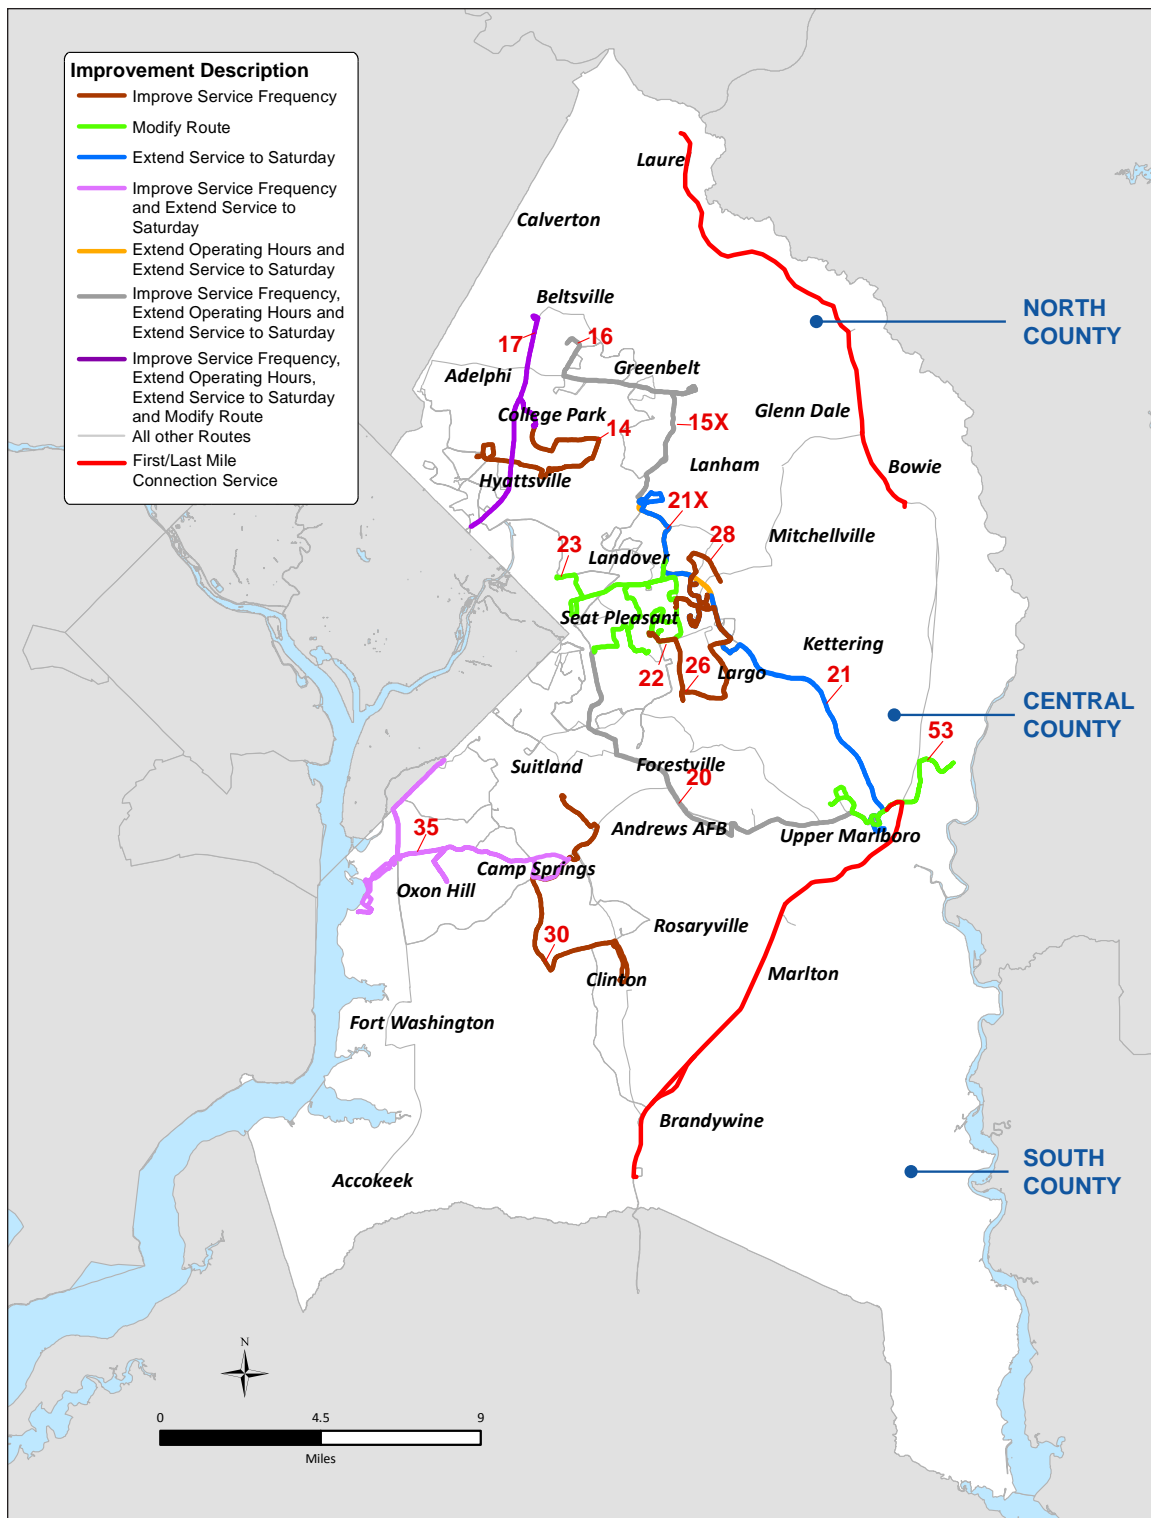 Improvement Description
Improve Service Frequency
Modify Route
Extend Service to Saturday
Improve Service Frequency
and Extend Service to
Saturday
Extend Operating Hours and
Extend Service to Saturday
Improve Service Frequency,
Extend Operating Hours and
Extend Service to Saturday
Improve Service Frequency,
Extend Operating Hours,
Extend Service to Saturday
and Modify Route
All other Routes
First/Last Mile
Connection Service
Laure
Calverton
Beltsville
NORTH
COUNTY
17
16
Greenbelt
Adelphi
College Park
Glenn Dale
14
15X
Lanham
Bowie
Hyattsville
21X
28
Mitchellville
23
Landover
Seat Pleasant
Kettering
22
26
Largo
21
CENTRAL
COUNTY
53
Suitland
Forestville
20
Andrews AFB
Upper Marlboro
35
Camp Springs
Oxon Hill
Rosaryville
30
Clinton
Marlton
Fort Washington
Brandywine
SOUTH
COUNTY
Accokeek
N
0
4.5
9
Miles